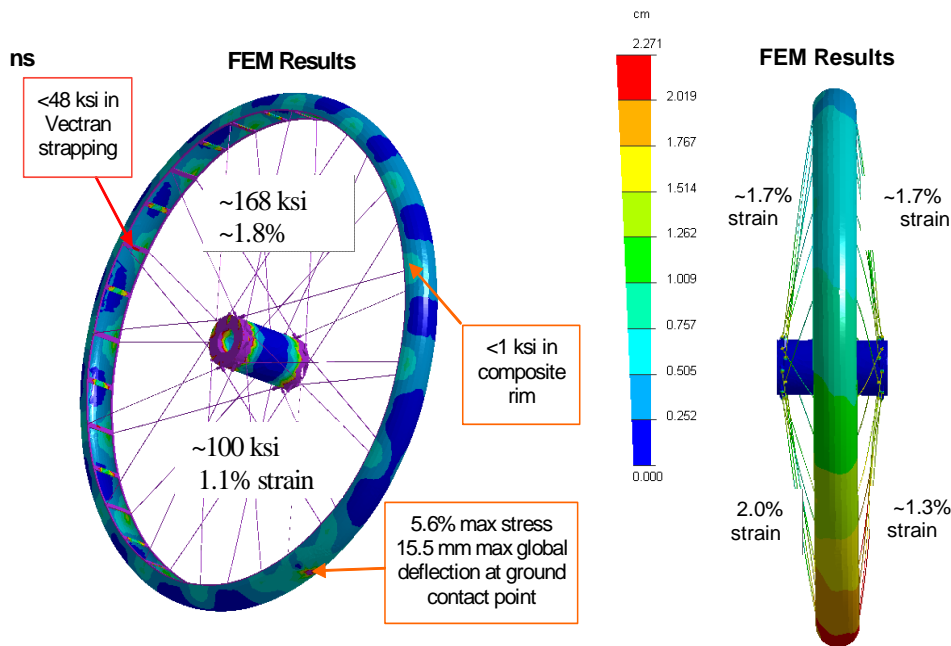 ns
FEM Results
<48 ksi in
Vectran
strapping
~168 ksi
~1.8%
<1 ksi in
composite
rim
~100 ksi
1.1% strain
5.6% max stress
15.5 mm max global
deflection at ground
contact point
cm
2.271
2.019
1.767
1.514
1.262
1.009
0.757
0.505
0.252
0.000
FEM Results
~1.7%
strain
~1.7%
strain
2.0%
strain
~1.3%
strain